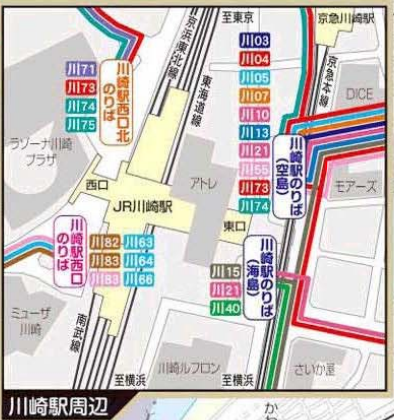 至東京
京急川崎駅
京浜東北線
東海道線
京急本線
川03
川04
川05
川07
川10
川13
川21
川55
川73
川74
川71
川73
川74
川75
川崎駅西口北
のりば
DICE
ラゾーナ川崎
プラザ
川崎駅のりば
(空島)
モアーズ
アトレ
西口
JR川崎駅
東口
川崎駅西口
のりば
川82
川63
川83
川64
川83
川66
川崎駅のりば
(海島)
川15
川21
川40
ミューザ
川崎
南武線
至横浜
川崎ルフロン
至横浜
さいか屋
川崎駅周辺
かわ